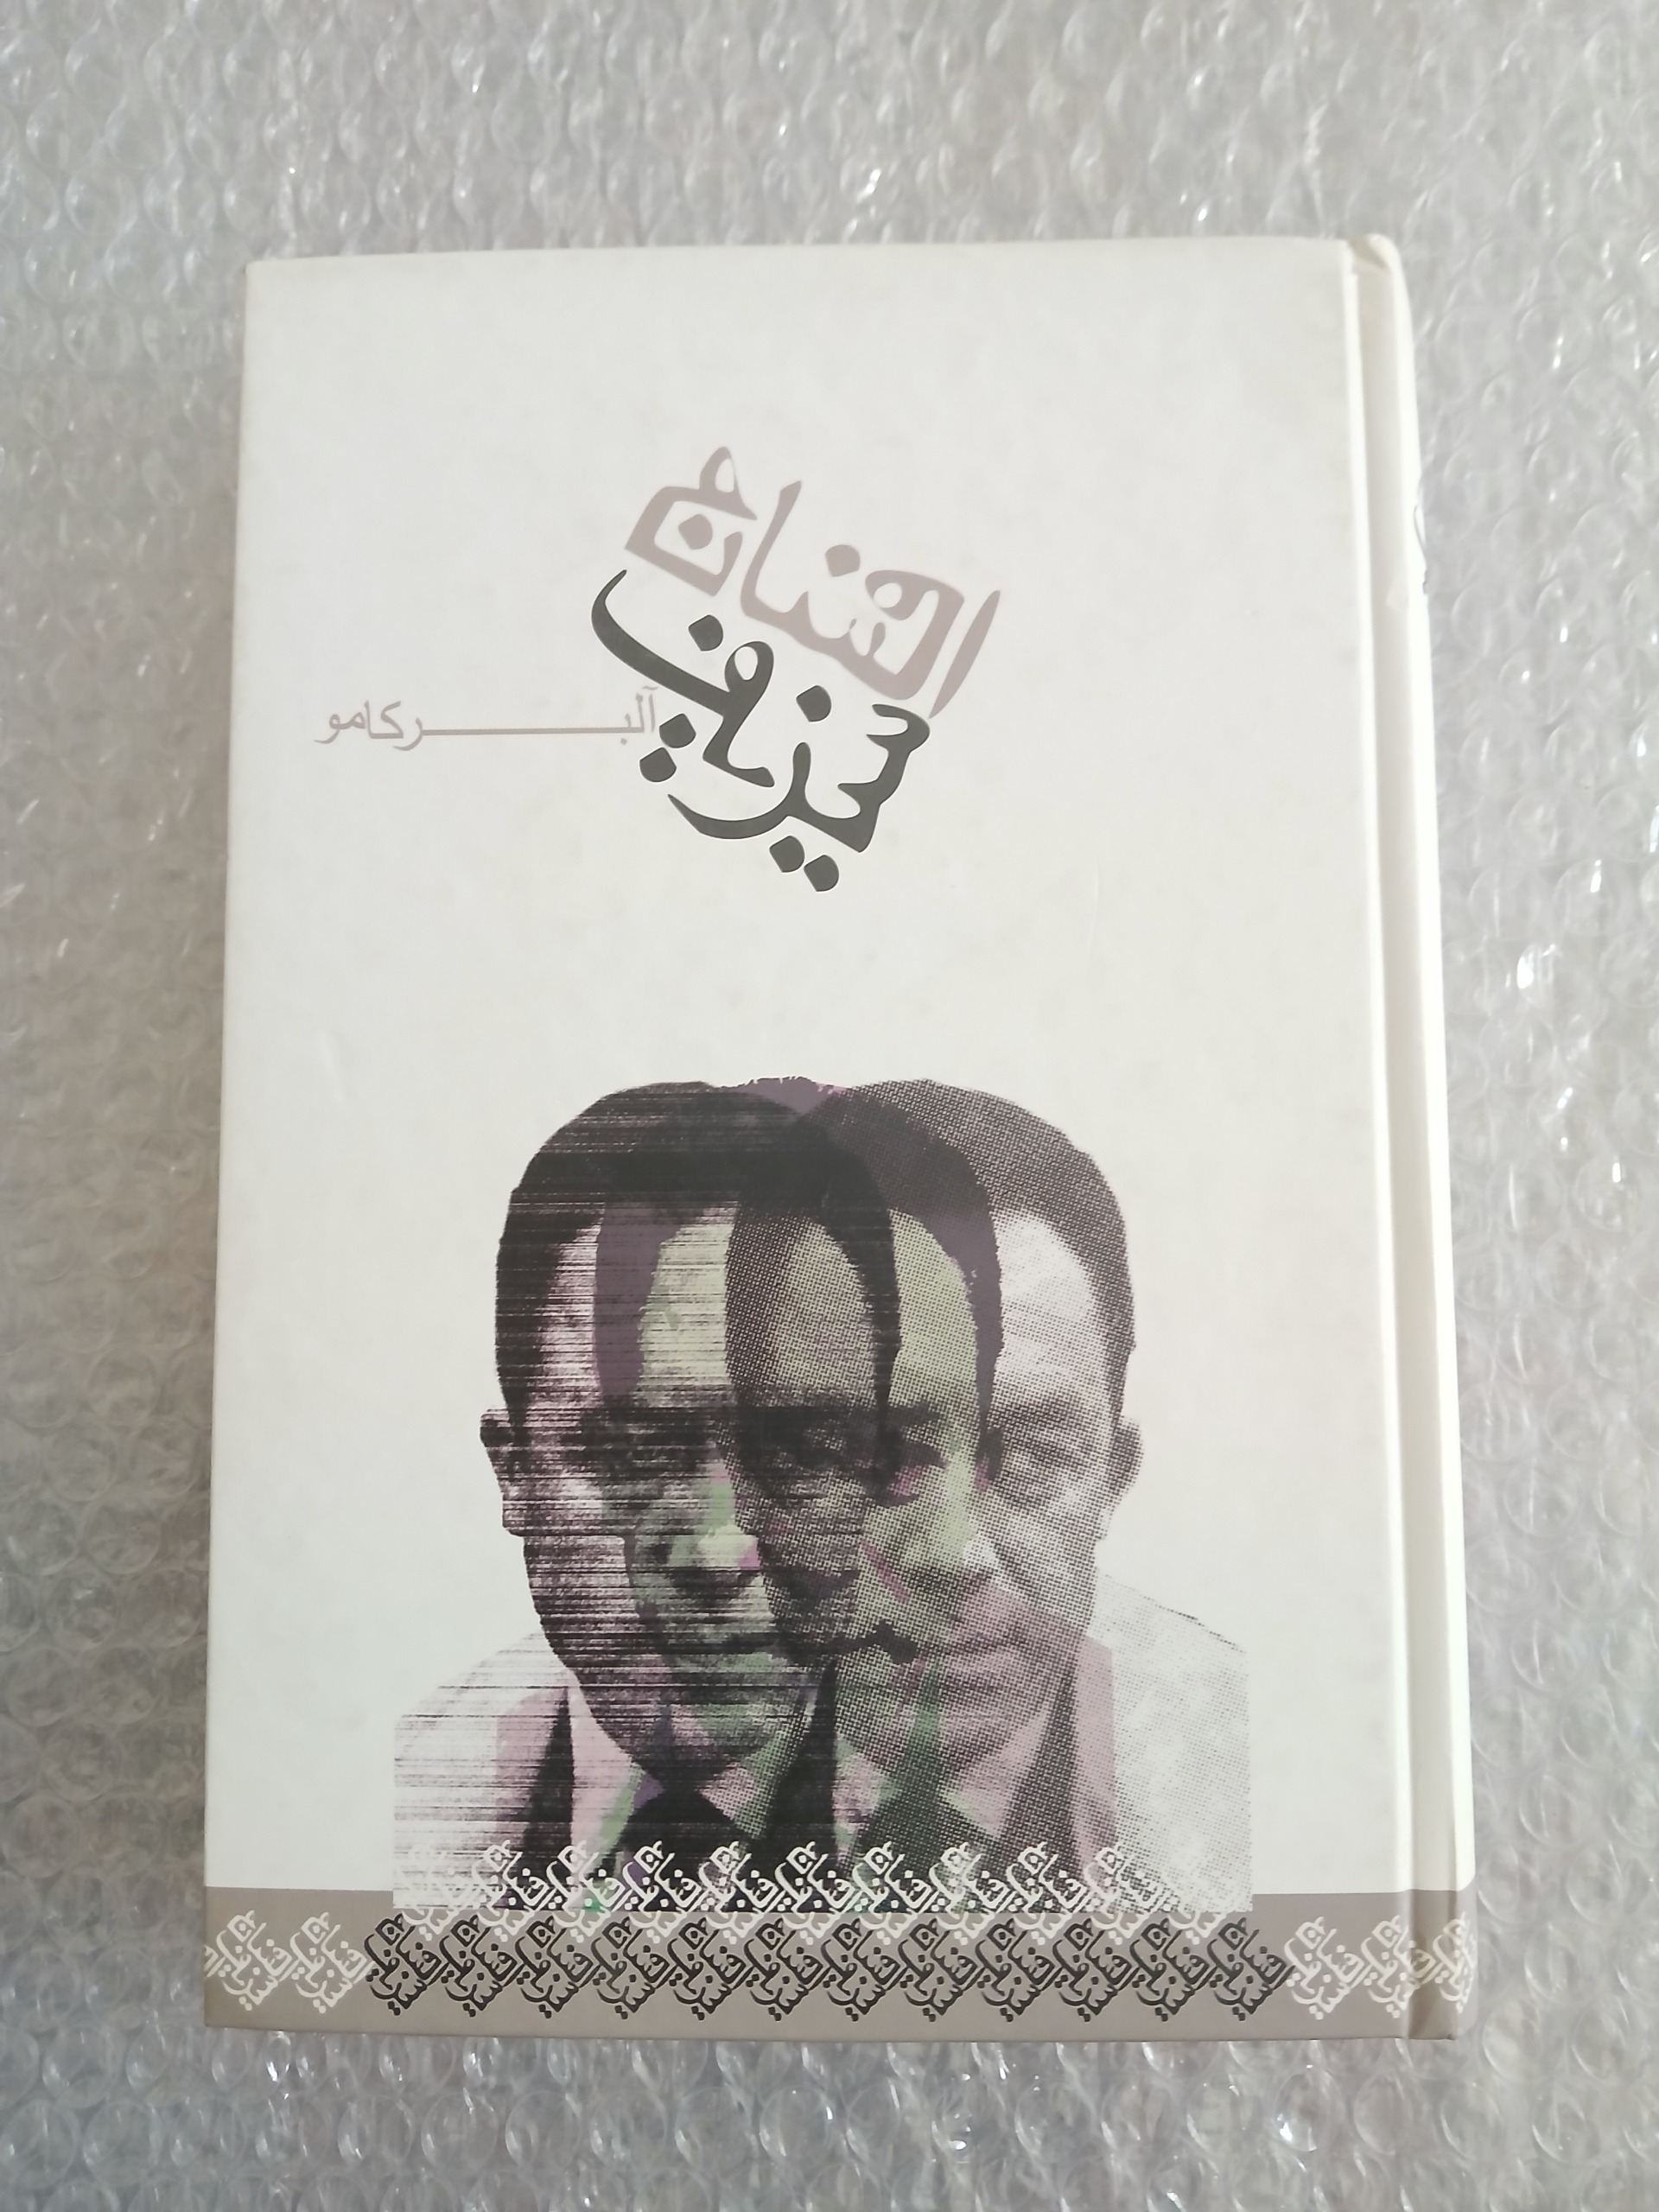 افسانه
سیزیف
آلبر کامو